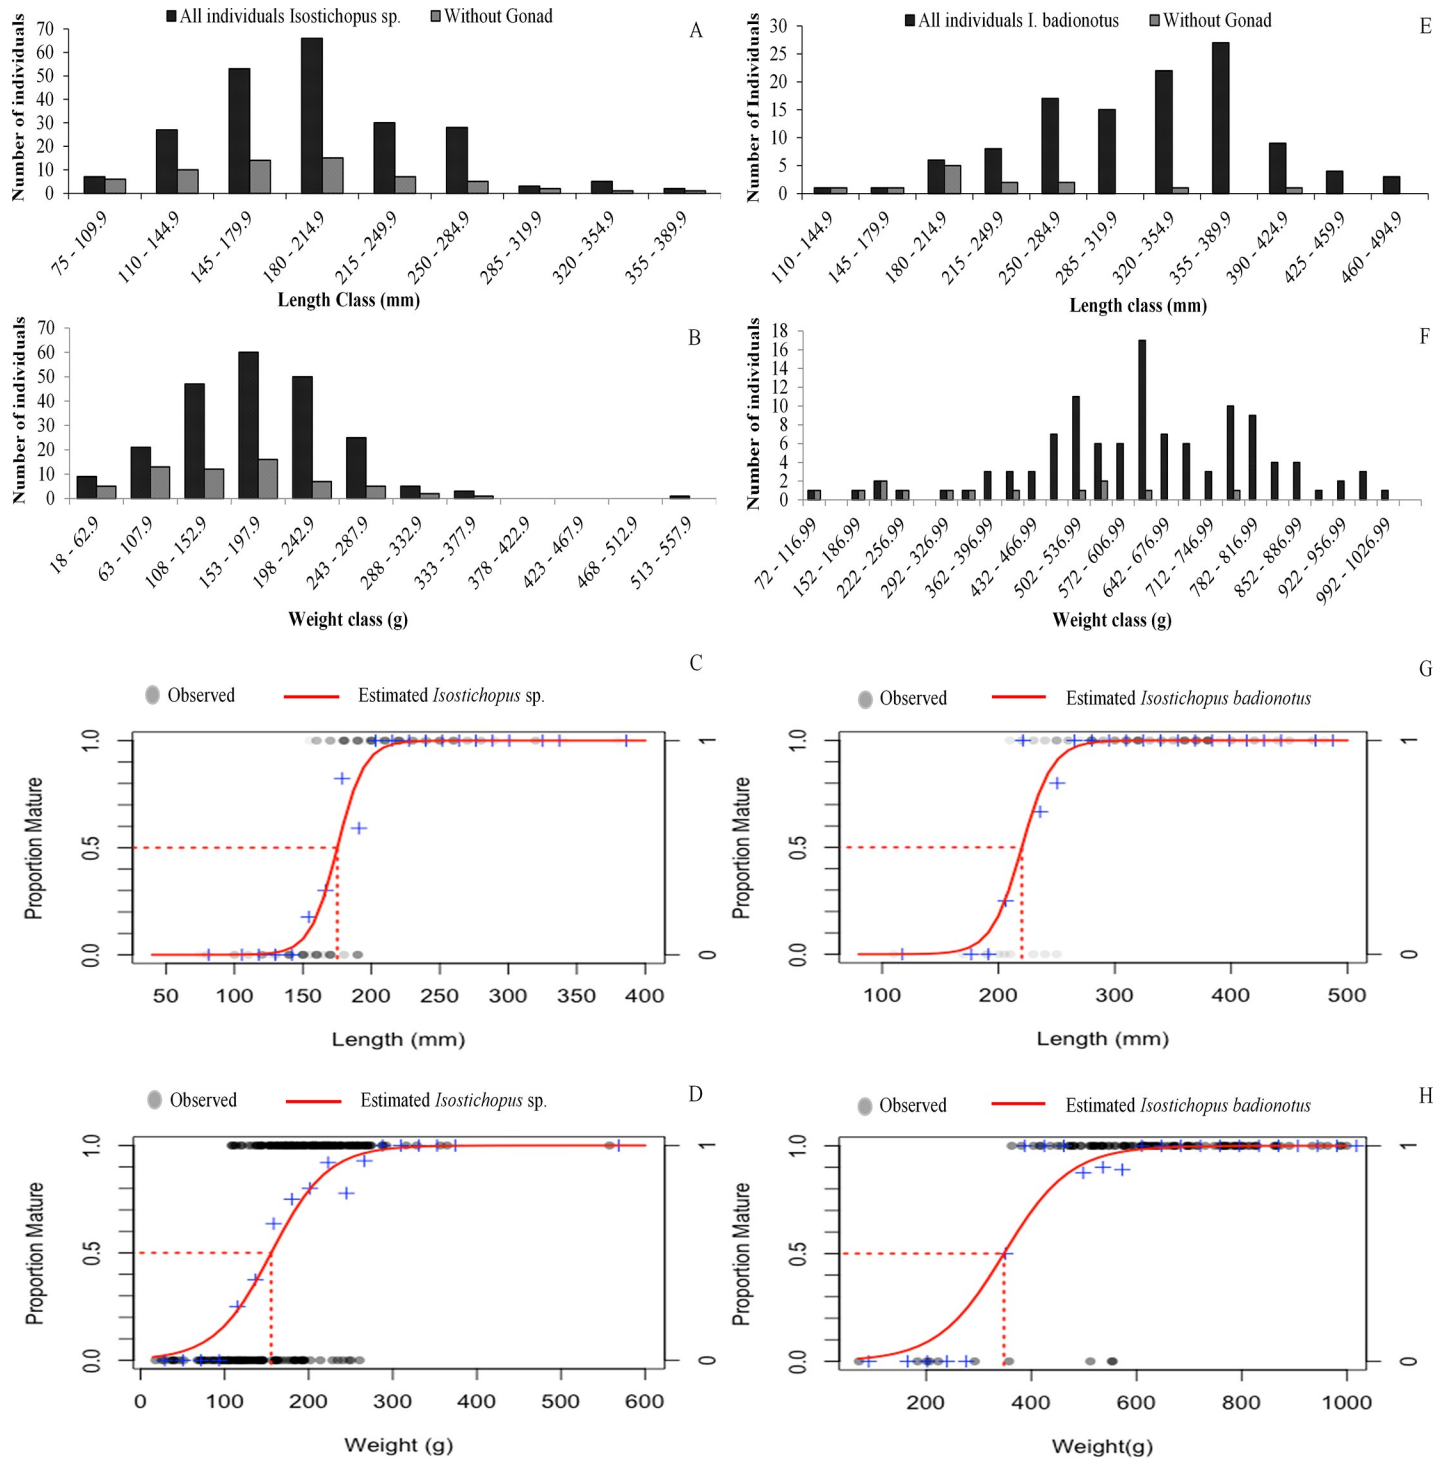 All individuals Isostichopus sp. Without Gonad
A
Number of individuals
70
60
50
40
30
20
10
0
75 - 109.9
110 - 144.9
145 - 179.9
180 - 214.9
215 - 249.9
250 - 284.9
285 - 319.9
320 - 354.9
355 - 389.9
Length Class (mm)
All individuals I. badionotus Without Gonad
E
Number of Individuals
30
25
20
15
10
5
0
110 - 144.9
145 - 179.9
180 - 214.9
215 - 249.9
250 - 284.9
285 - 319.9
320 - 354.9
355 - 389.9
390 - 424.9
425 - 459.9
460 - 494.9
Length class (mm)
B
Number of individuals
70
60
50
40
30
20
10
0
18 - 62.9
63 - 107.9
108 - 152.9
153 - 197.9
198 - 242.9
243 - 287.9
288 - 332.9
333 - 377.9
378 - 422.9
423 - 467.9
468 - 512.9
513 - 557.9
Weight class (g)
F
Number of individuals
18
16
14
12
10
8
6
4
2
0
72 - 116.99
152 - 186.99
222 - 256.99
292 - 326.99
362 - 396.99
432 - 466.99
502 - 536.99
572 - 606.99
642 - 676.99
712 - 746.99
782 - 816.99
852 - 886.99
922 - 956.99
992 - 1026.99
Weight class (g)
C
Observed Estimated Isostichopus sp.
Proportion Mature
1.0
0.5
0.0
1
0
50 100 150 200 250 300 350 400
Length (mm)
G
Observed Estimated Isostichopus badionotus
Proportion Mature
1.0
0.5
0.0
1
0
100 200 300 400 500
Length (mm)
D
Observed Estimated Isostichopus sp.
Proportion Mature
1.0
0.5
0.0
1
0
0 100 200 300 400 500 600
Weight (g)
H
Observed Estimated Isostichopus badionotus
Proportion Mature
1.0
0.5
0.0
1
0
200 400 600 800 1000
Weight(g)